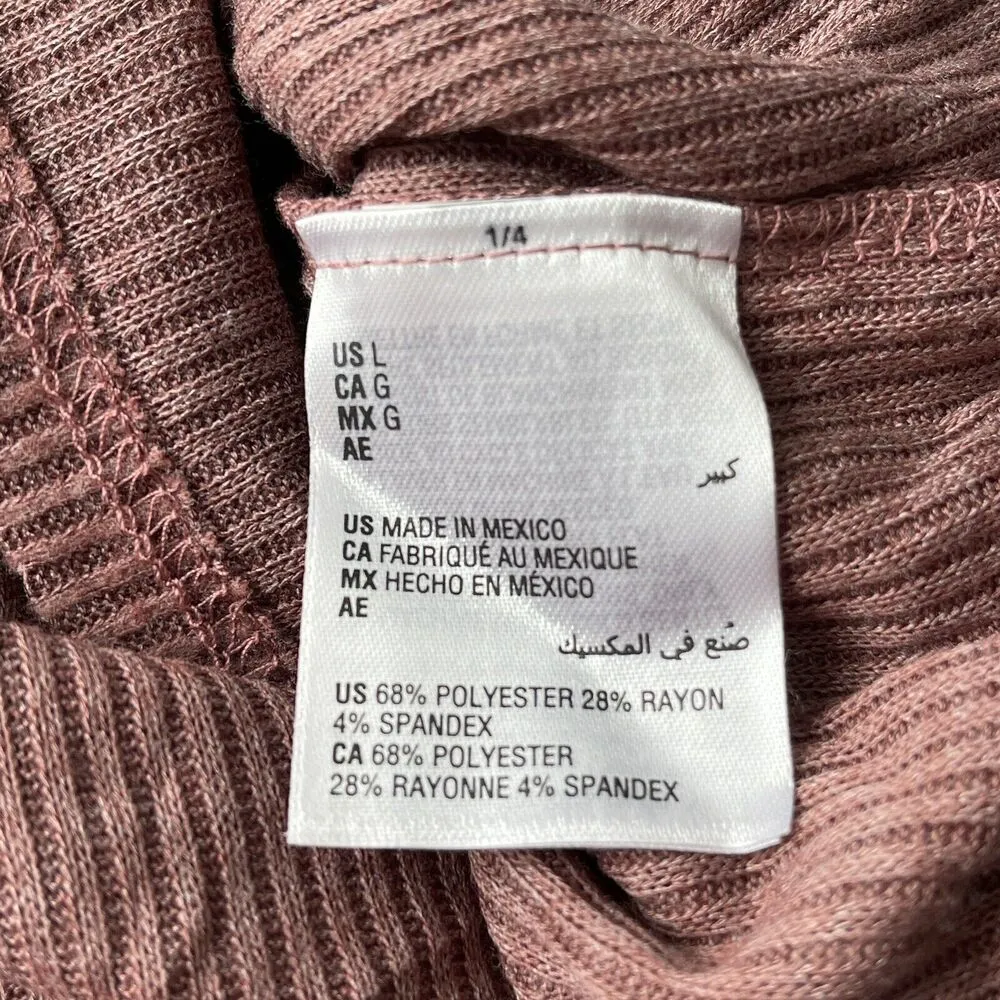 1/4
US L
CA G
MX G
AE
كبير
US MADE IN MEXICO
CA FABRIQUÉ AU MEXIQUE
MX HECHO EN MÉXICO
AE
صُنع في المكسيك
US 68% POLYESTER 28% RAYON
4% SPANDEX
CA 68% POLYESTER
28% RAYONNE 4% SPANDEX